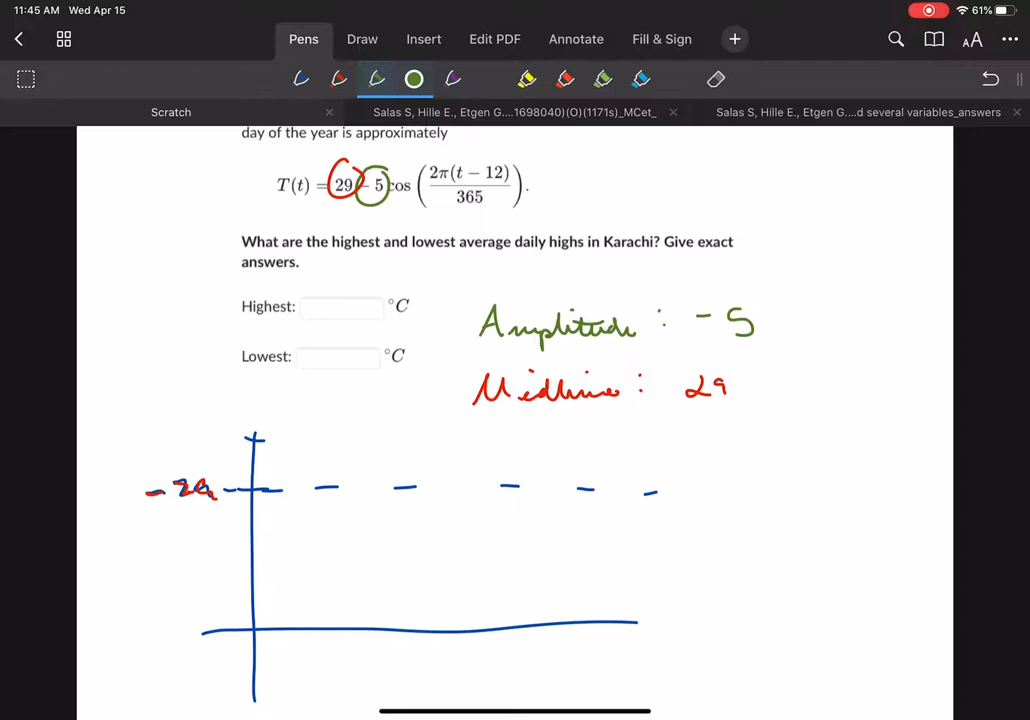 11:45 AM Wed Apr 15
61%
Pens Draw Insert Edit PDF Annotate Fill & Sign
AA
Scratch × Salas S, Hille E., Etgen G....1698040)(O)(1171s)_MCet_ × Salas S, Hille E., Etgen G....d several variables_answers ×
day of the year is approximately
T(t) = 29 − 5 cos (2π(t − 12)/365).
What are the highest and lowest average daily highs in Karachi? Give exact
answers.
Highest: °C
Lowest: °C
Amplitude : - 5
Midline : 29
- 29